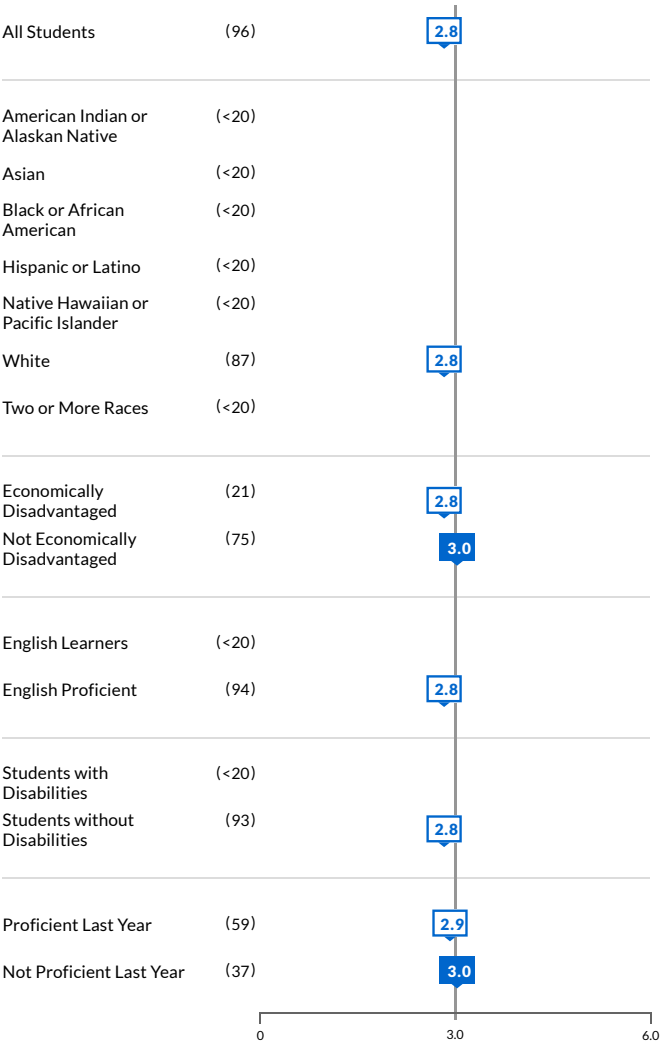 All Students (96) 2.8
American Indian or (<20)
Alaskan Native
Asian (<20)
Black or African (<20)
American
Hispanic or Latino (<20)
Native Hawaiian or (<20)
Pacific Islander
White (87) 2.8
Two or More Races (<20)
Economically (21) 2.8
Disadvantaged
Not Economically (75) 3.0
Disadvantaged
English Learners (<20)
English Proficient (94) 2.8
Students with (<20)
Disabilities
Students without (93) 2.8
Disabilities
Proficient Last Year (59) 2.9
Not Proficient Last Year (37) 3.0
0 3.0 6.0